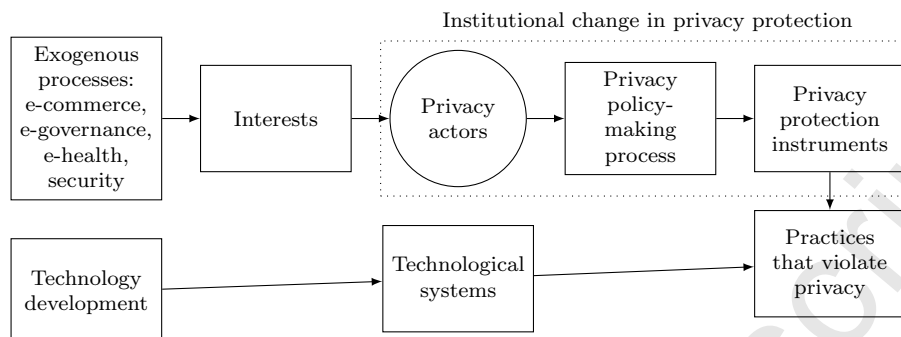 Institutional change in privacy protection
Exogenous
processes:
e-commerce,
e-governance,
e-health,
security
Interests
Privacy
actors
Privacy
policy-
making
process
Privacy
protection
instruments
Technology
development
Technological
systems
Practices
that violate
privacy